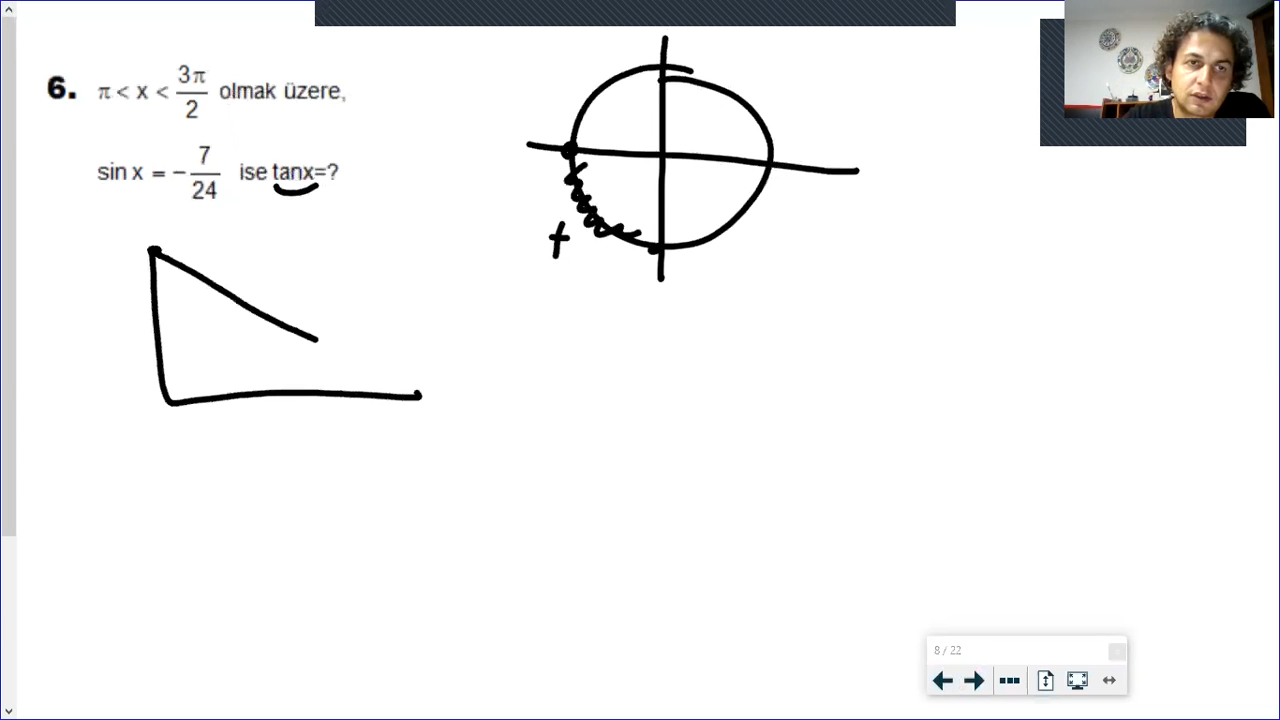 6. π < x < 3π/2 olmak üzere,
sin x = - 7/24 ise tanx=?
+
8 / 22